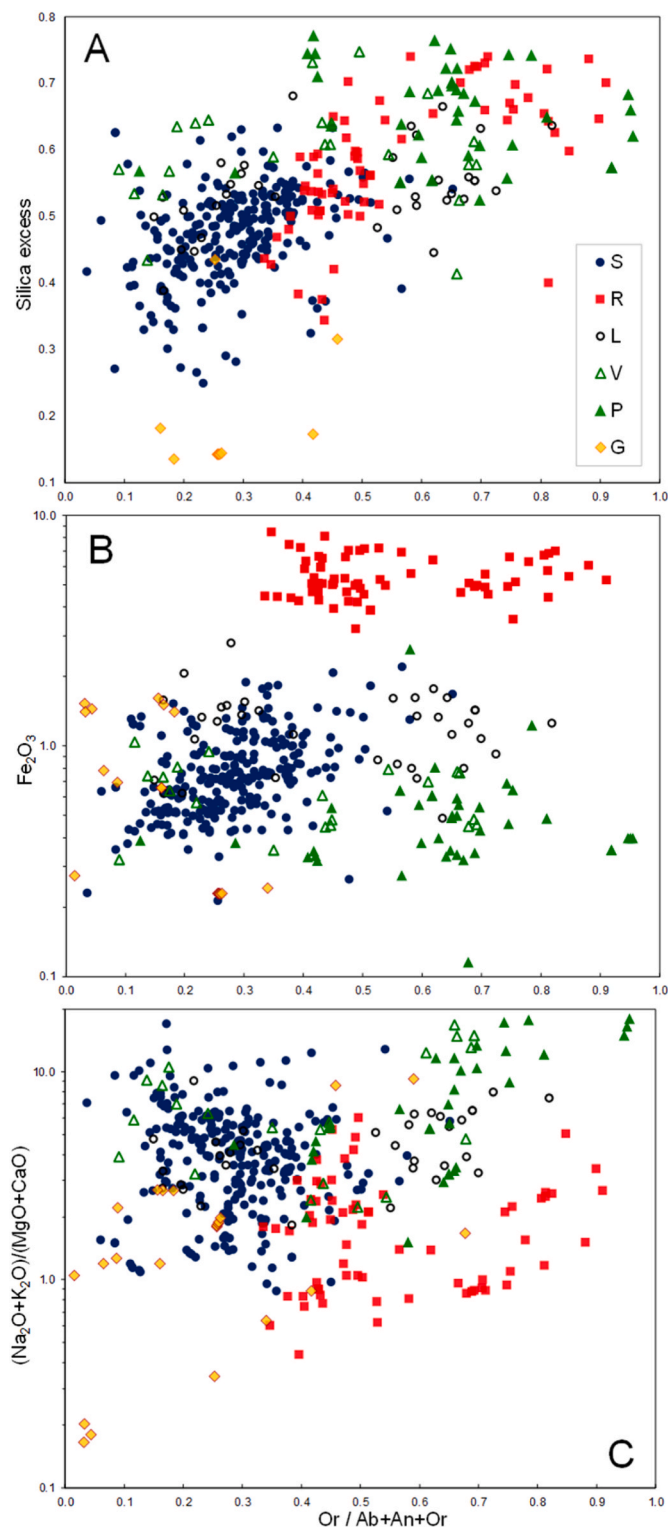 A
0.8
0.7
0.6
0.5
0.4
0.3
0.2
0.1
Silica excess
S
R
L
V
P
G
0.0 0.1 0.2 0.3 0.4 0.5 0.6 0.7 0.8 0.9 1.0
B
10.0
1.0
0.1
Fe₂O₃
0.0 0.1 0.2 0.3 0.4 0.5 0.6 0.7 0.8 0.9 1.0
10.0
1.0
0.1
(Na₂O+K₂O)/(MgO+CaO)
C
0.0 0.1 0.2 0.3 0.4 0.5 0.6 0.7 0.8 0.9 1.0
Or / Ab+An+Or